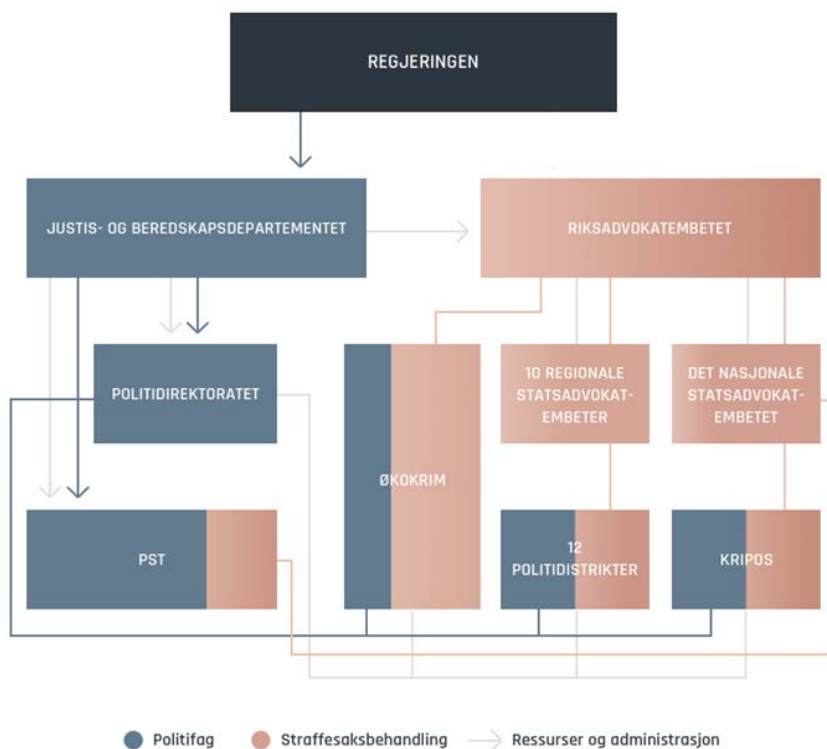 REGJERINGEN
JUSTIS- OG BEREDSKAPSDEPARTEMENTET
RIKSADVOKATEMBETET
POLITIDIREKTORATET
10 REGIONALE
STATSADVOKAT-
EMBETER
DET NASJONALE
STATSADVOKAT-
EMBETET
ØKOKRIM
PST
12
POLITIDISTRIKTER
KRIPOS
Politifag
Straffesaksbehandling
Ressurser og administrasjon